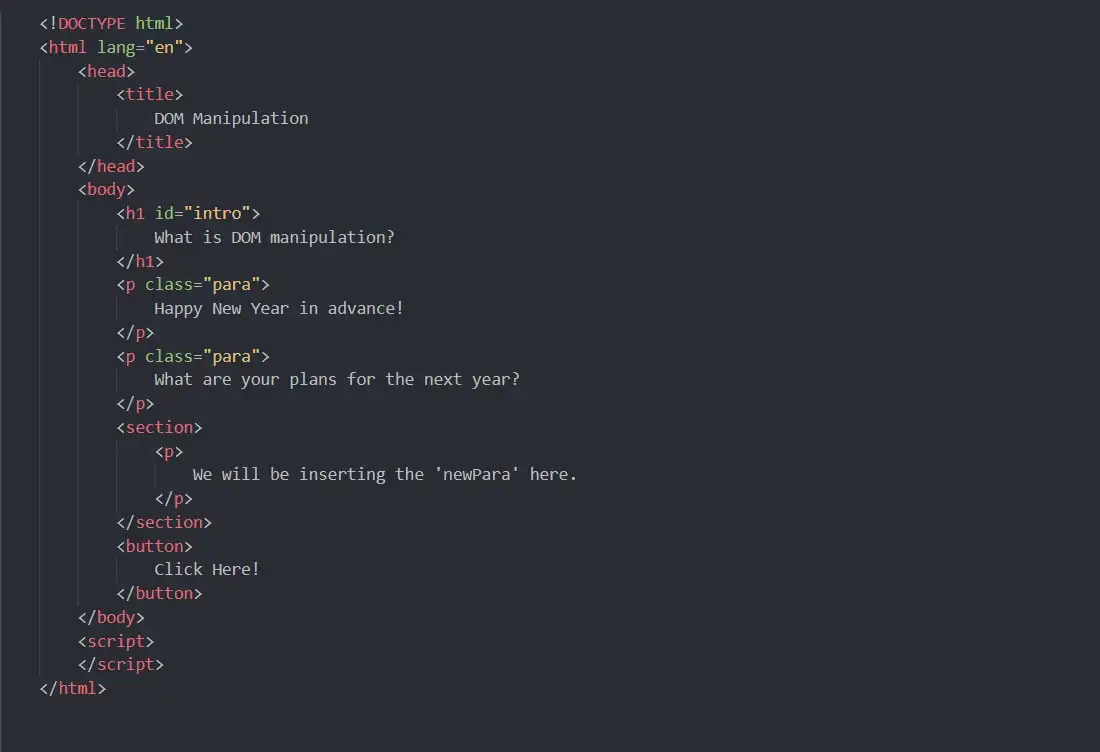 <!DOCTYPE html>
<html lang="en">
    <head>
        <title>
            DOM Manipulation
        </title>
    </head>
    <body>
        <h1 id="intro">
            What is DOM manipulation?
        </h1>
        <p class="para">
            Happy New Year in advance!
        </p>
        <p class="para">
            What are your plans for the next year?
        </p>
        <section>
            <p>
                We will be inserting the 'newPara' here.
            </p>
        </section>
        <button>
            Click Here!
        </button>
    </body>
    <script>
    </script>
</html>